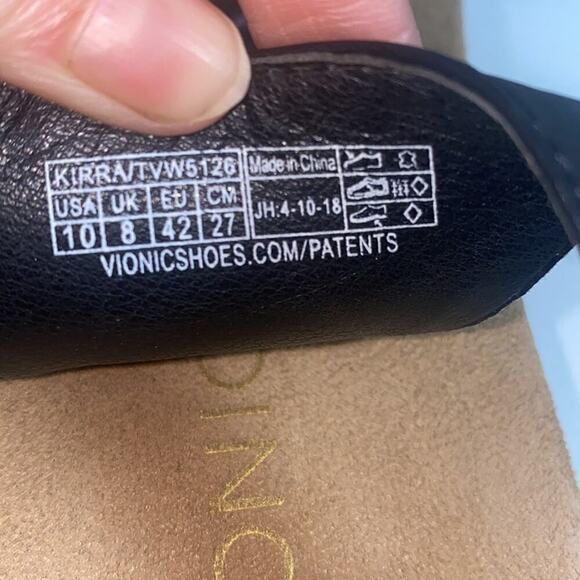 KIRRA/TVW5126 Made in China
USA UK EU CM
JH:4-10-18
10 8 42 27
VIONICSHOES.COM/PATENTS
OINC